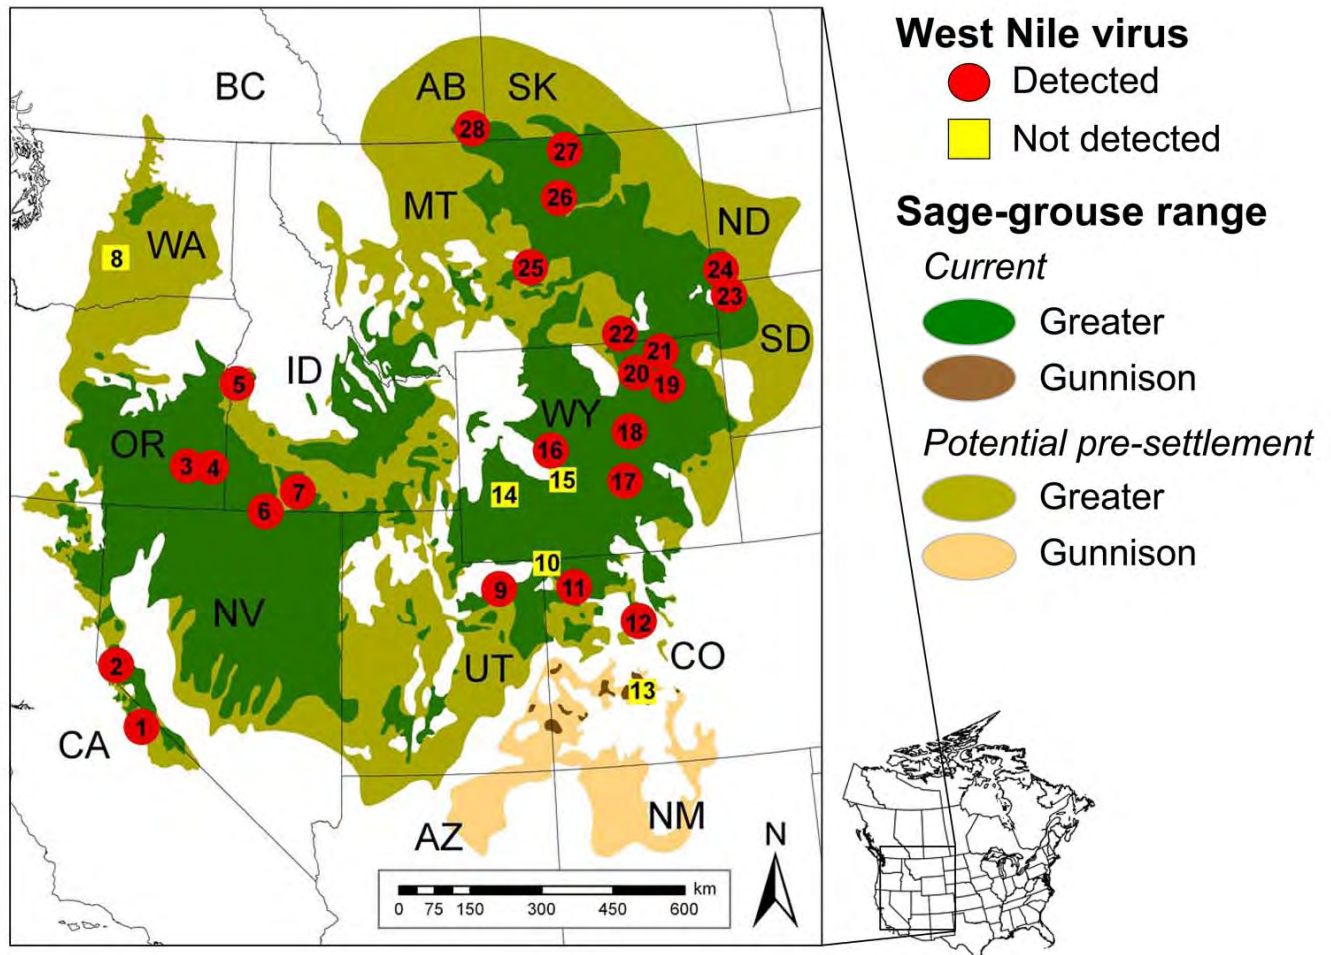 West Nile virus
Detected
Not detected
Sage-grouse range
Current
Greater
Gunnison
Potential pre-settlement
Greater
Gunnison
BC
AB
SK
28
27
MT
26
ND
WA
8
25
24
23
22
SD
21
ID
20
19
5
WY
OR
18
16
3
4
15
17
7
14
6
10
9
11
NV
12
CO
UT
2
13
1
CA
NM
AZ
N
km
0 75 150 300 450 600